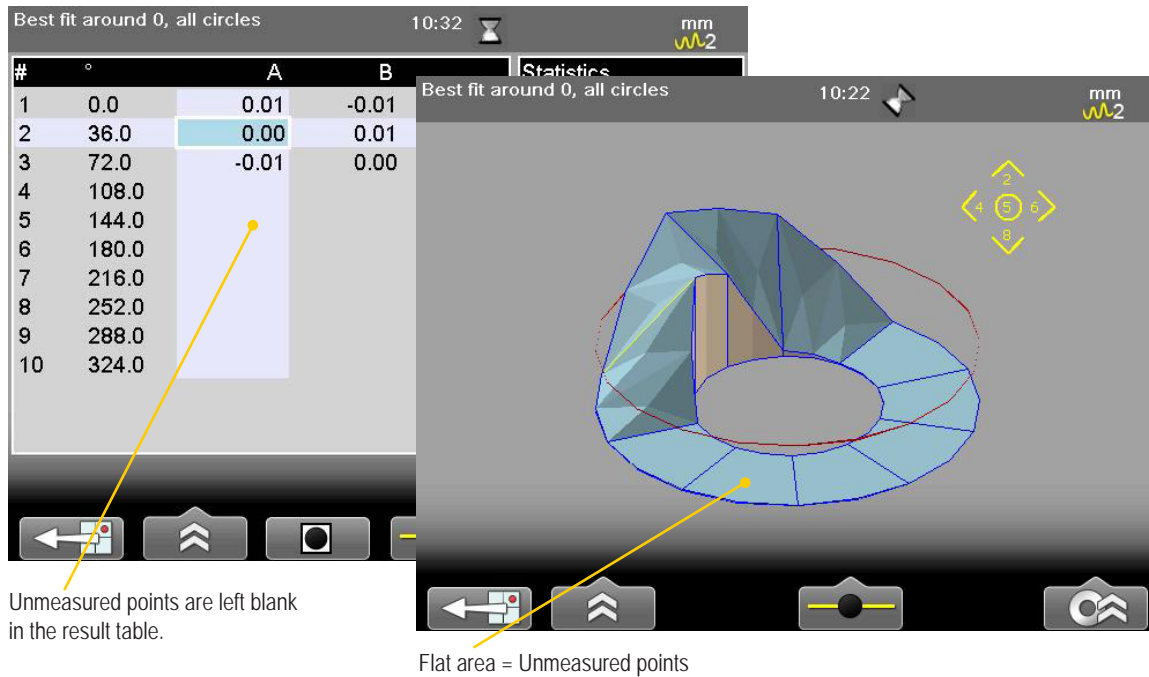 Best fit around 0, all circles 10:32 mm
2
# ° A B Statistics
1 0.0 0.01 -0.01
2 36.0 0.00 0.01
3 72.0 -0.01 0.00
4 108.0
5 144.0
6 180.0
7 216.0
8 252.0
9 288.0
10 324.0
Unmeasured points are left blank
in the result table.
Best fit around 0, all circles 10:22 mm
2
2
4 5 6
8
Flat area = Unmeasured points